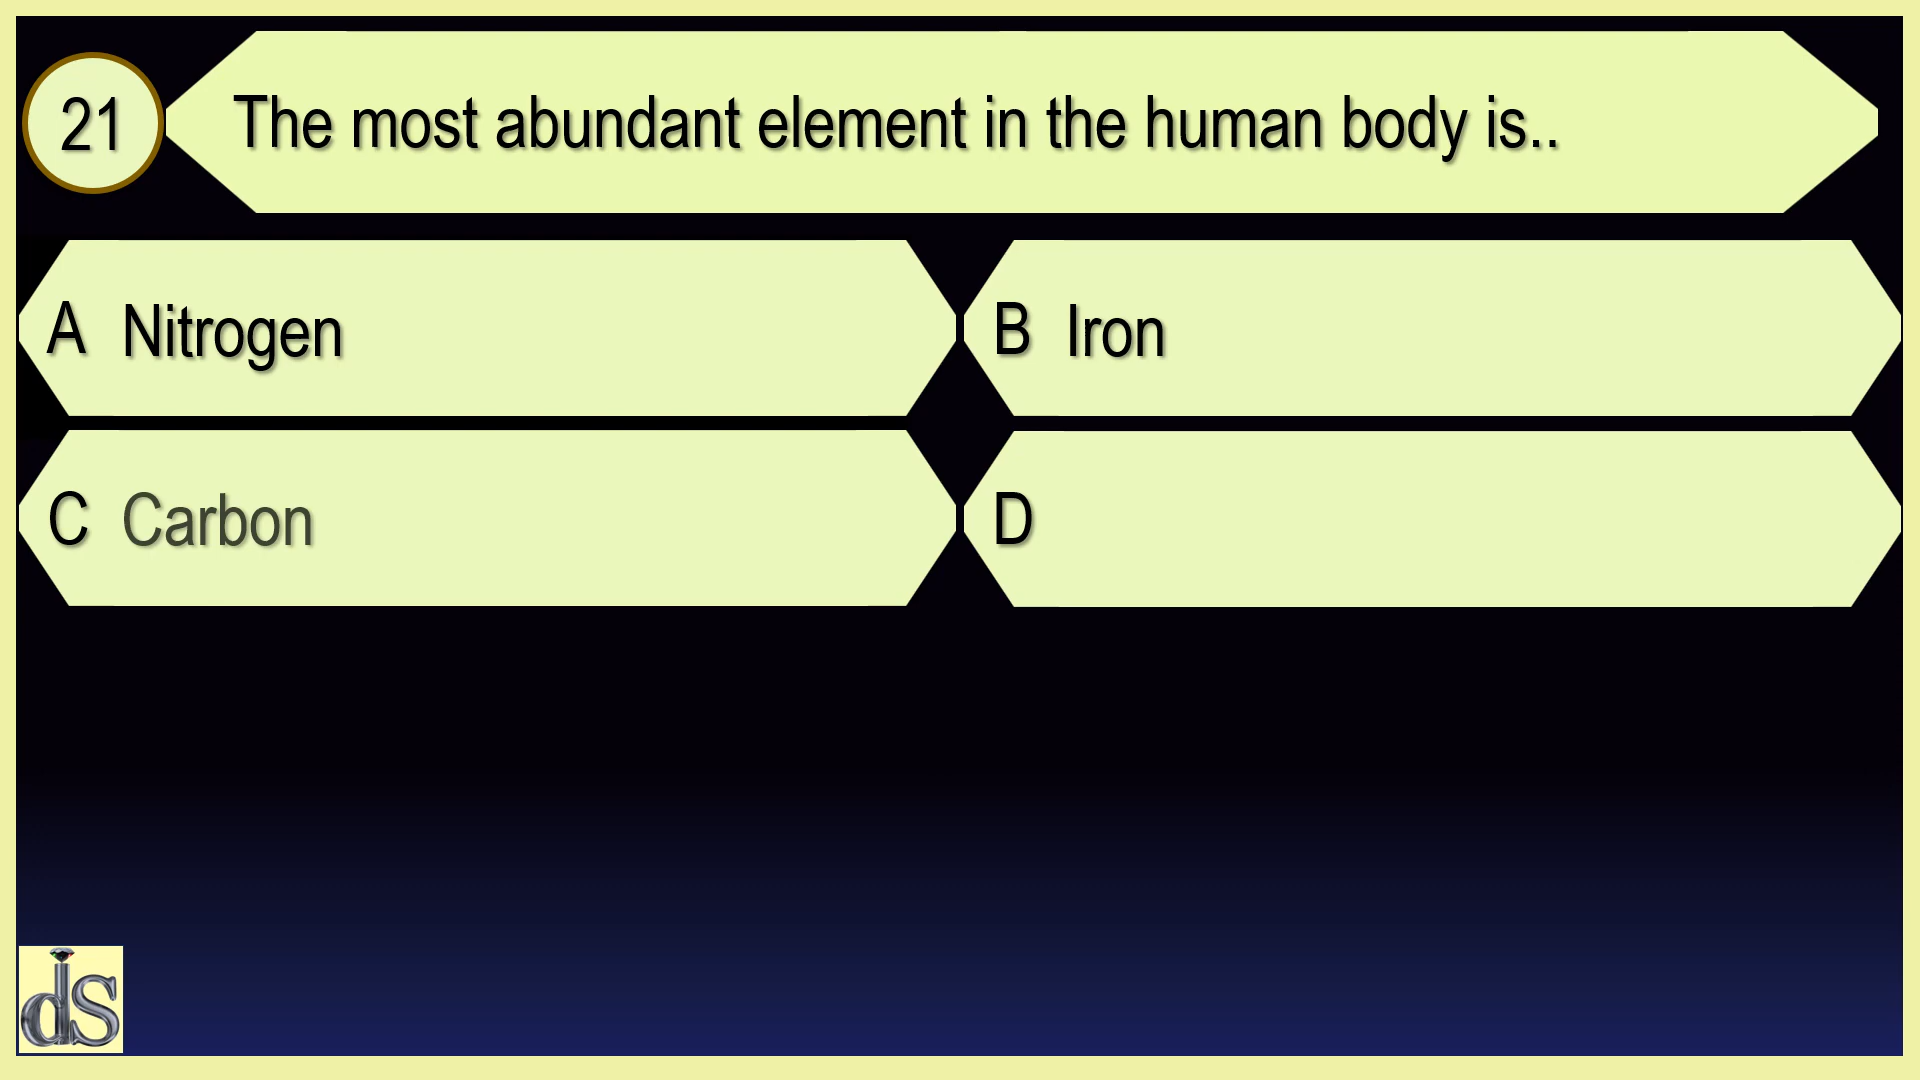 21
The most abundant element in the human body is..
A Nitrogen
B Iron
C Carbon
D
ds